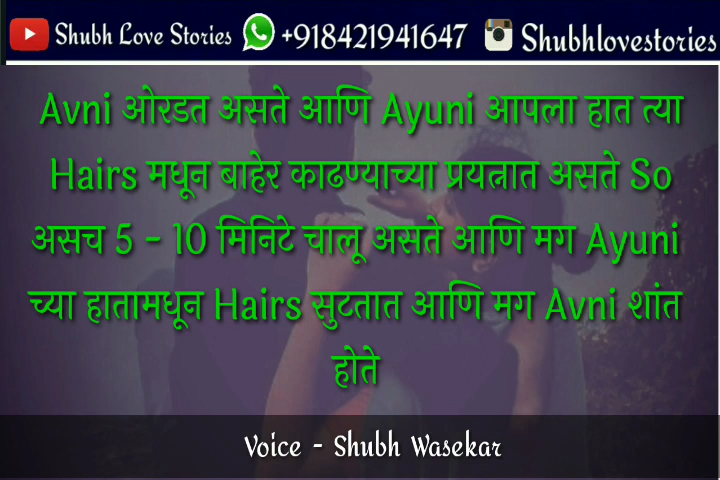 Shubh Love Stories +918421941647 Shubhlovestories
Avni ओरडत असते आणि Ayuni आपला हात त्या
Hairs मधून बाहेर काढण्याच्या प्रयत्नात असते So
असच 5 - 10 मिनिटे चालू असते आणि मग Ayuni
च्या हातामधून Hairs सुटतात आणि मग Avni शांत
होते
Voice - Shubh Wasekar